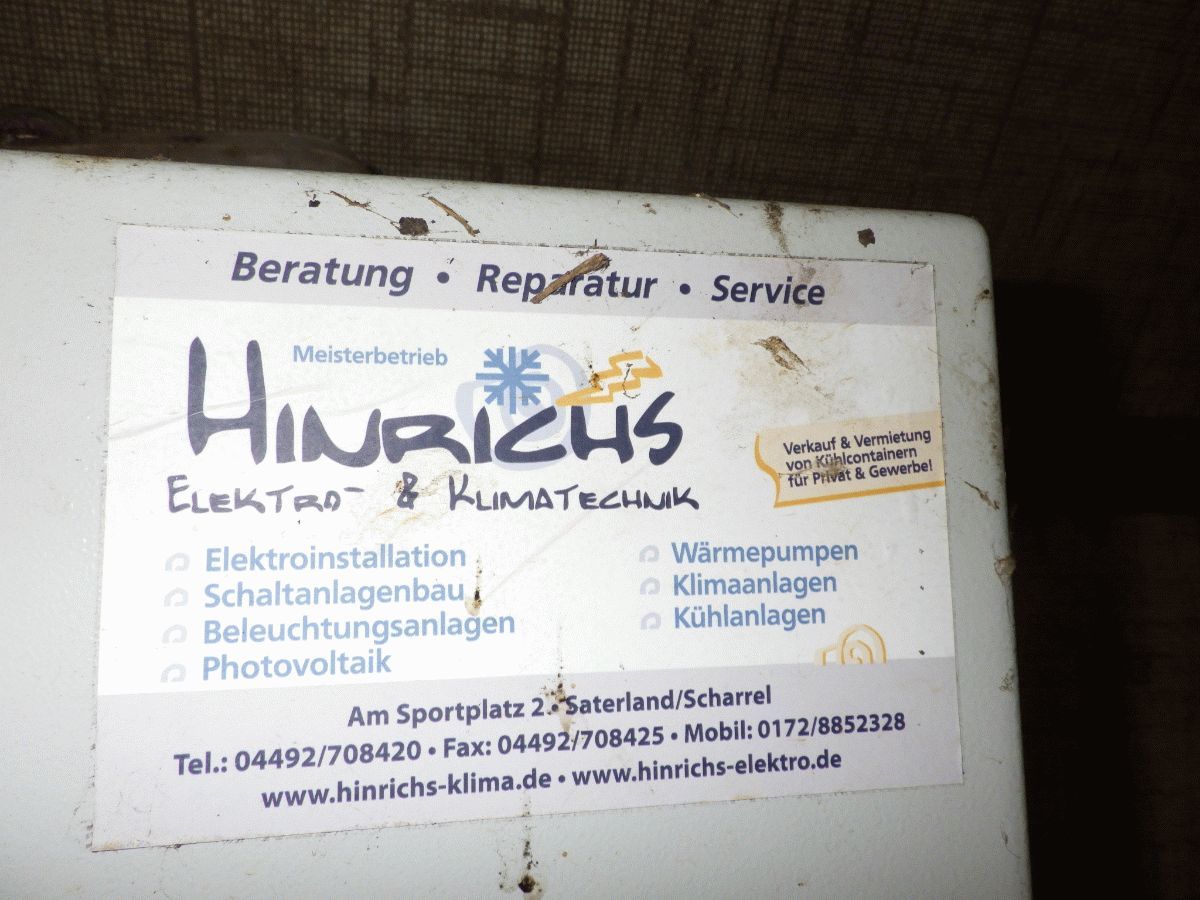 Beratung • Reparatur • Service
Meisterbetrieb
HINRICHS
ELEKTRO- & KLIMATECHNIK
Verkauf & Vermietung
von Kühlcontainern
für Privat & Gewerbe!
Elektroinstallation
Schaltanlagenbau
Beleuchtungsanlagen
Photovoltaik
Wärmepumpen
Klimaanlagen
Kühlanlagen
Am Sportplatz 2 • Saterland/Scharrel
Tel.: 04492/708420 • Fax: 04492/708425 • Mobil: 0172/8852328
www.hinrichs-klima.de • www.hinrichs-elektro.de